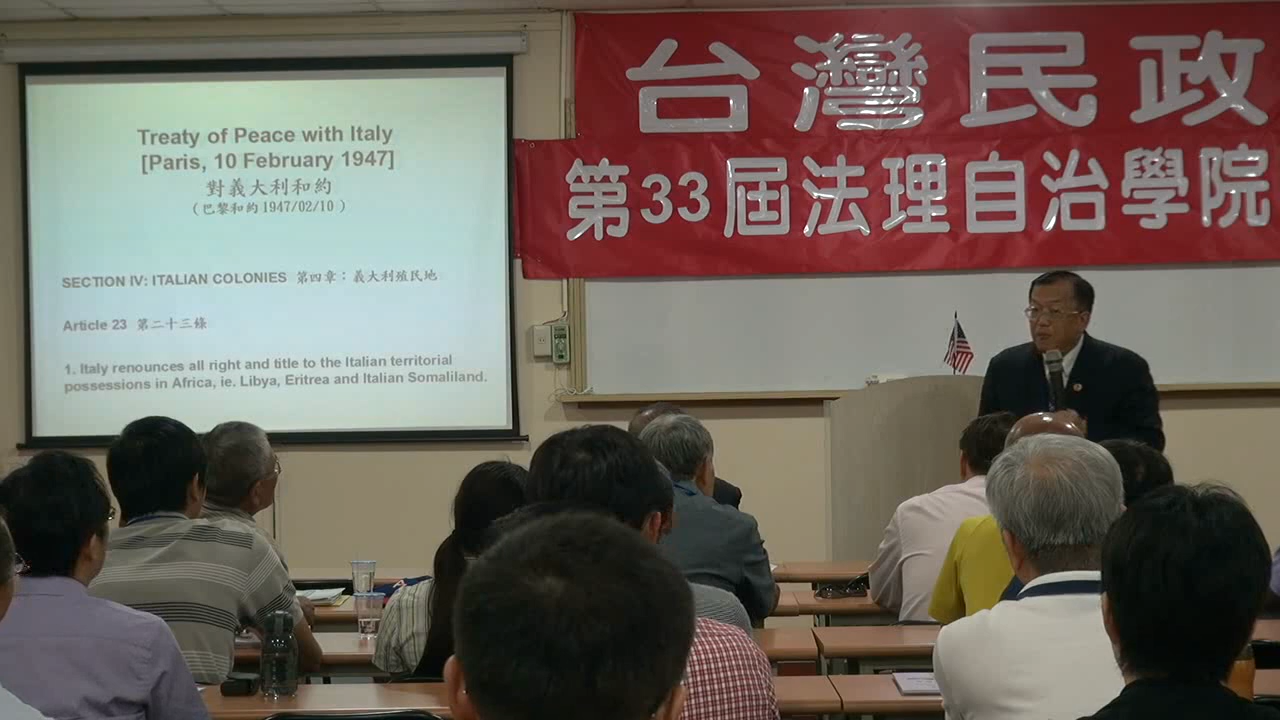 Treaty of Peace with Italy
[Paris, 10 February 1947]
對義大利和約
( 巴黎和約 1947/02/10 )
SECTION IV: ITALIAN COLONIES 第四章：義大利殖民地
Article 23 第二十三條
1. Italy renounces all right and title to the Italian territorial
possessions in Africa, ie. Libya, Eritrea and Italian Somaliland.
台灣民政
第33屆法理自治學院